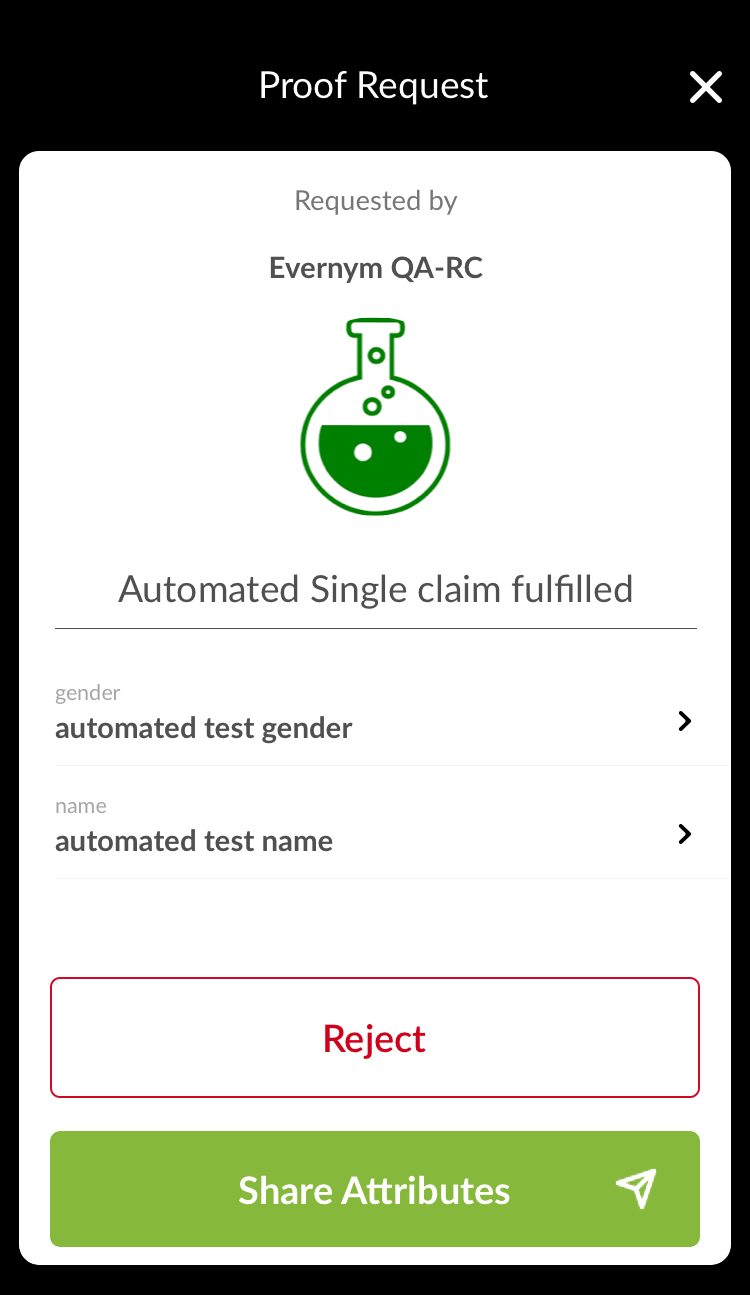 Proof Request
Requested by
Evernym QA-RC
Automated Single claim fulfilled
gender
automated test gender
name
automated test name
Reject
Share Attributes